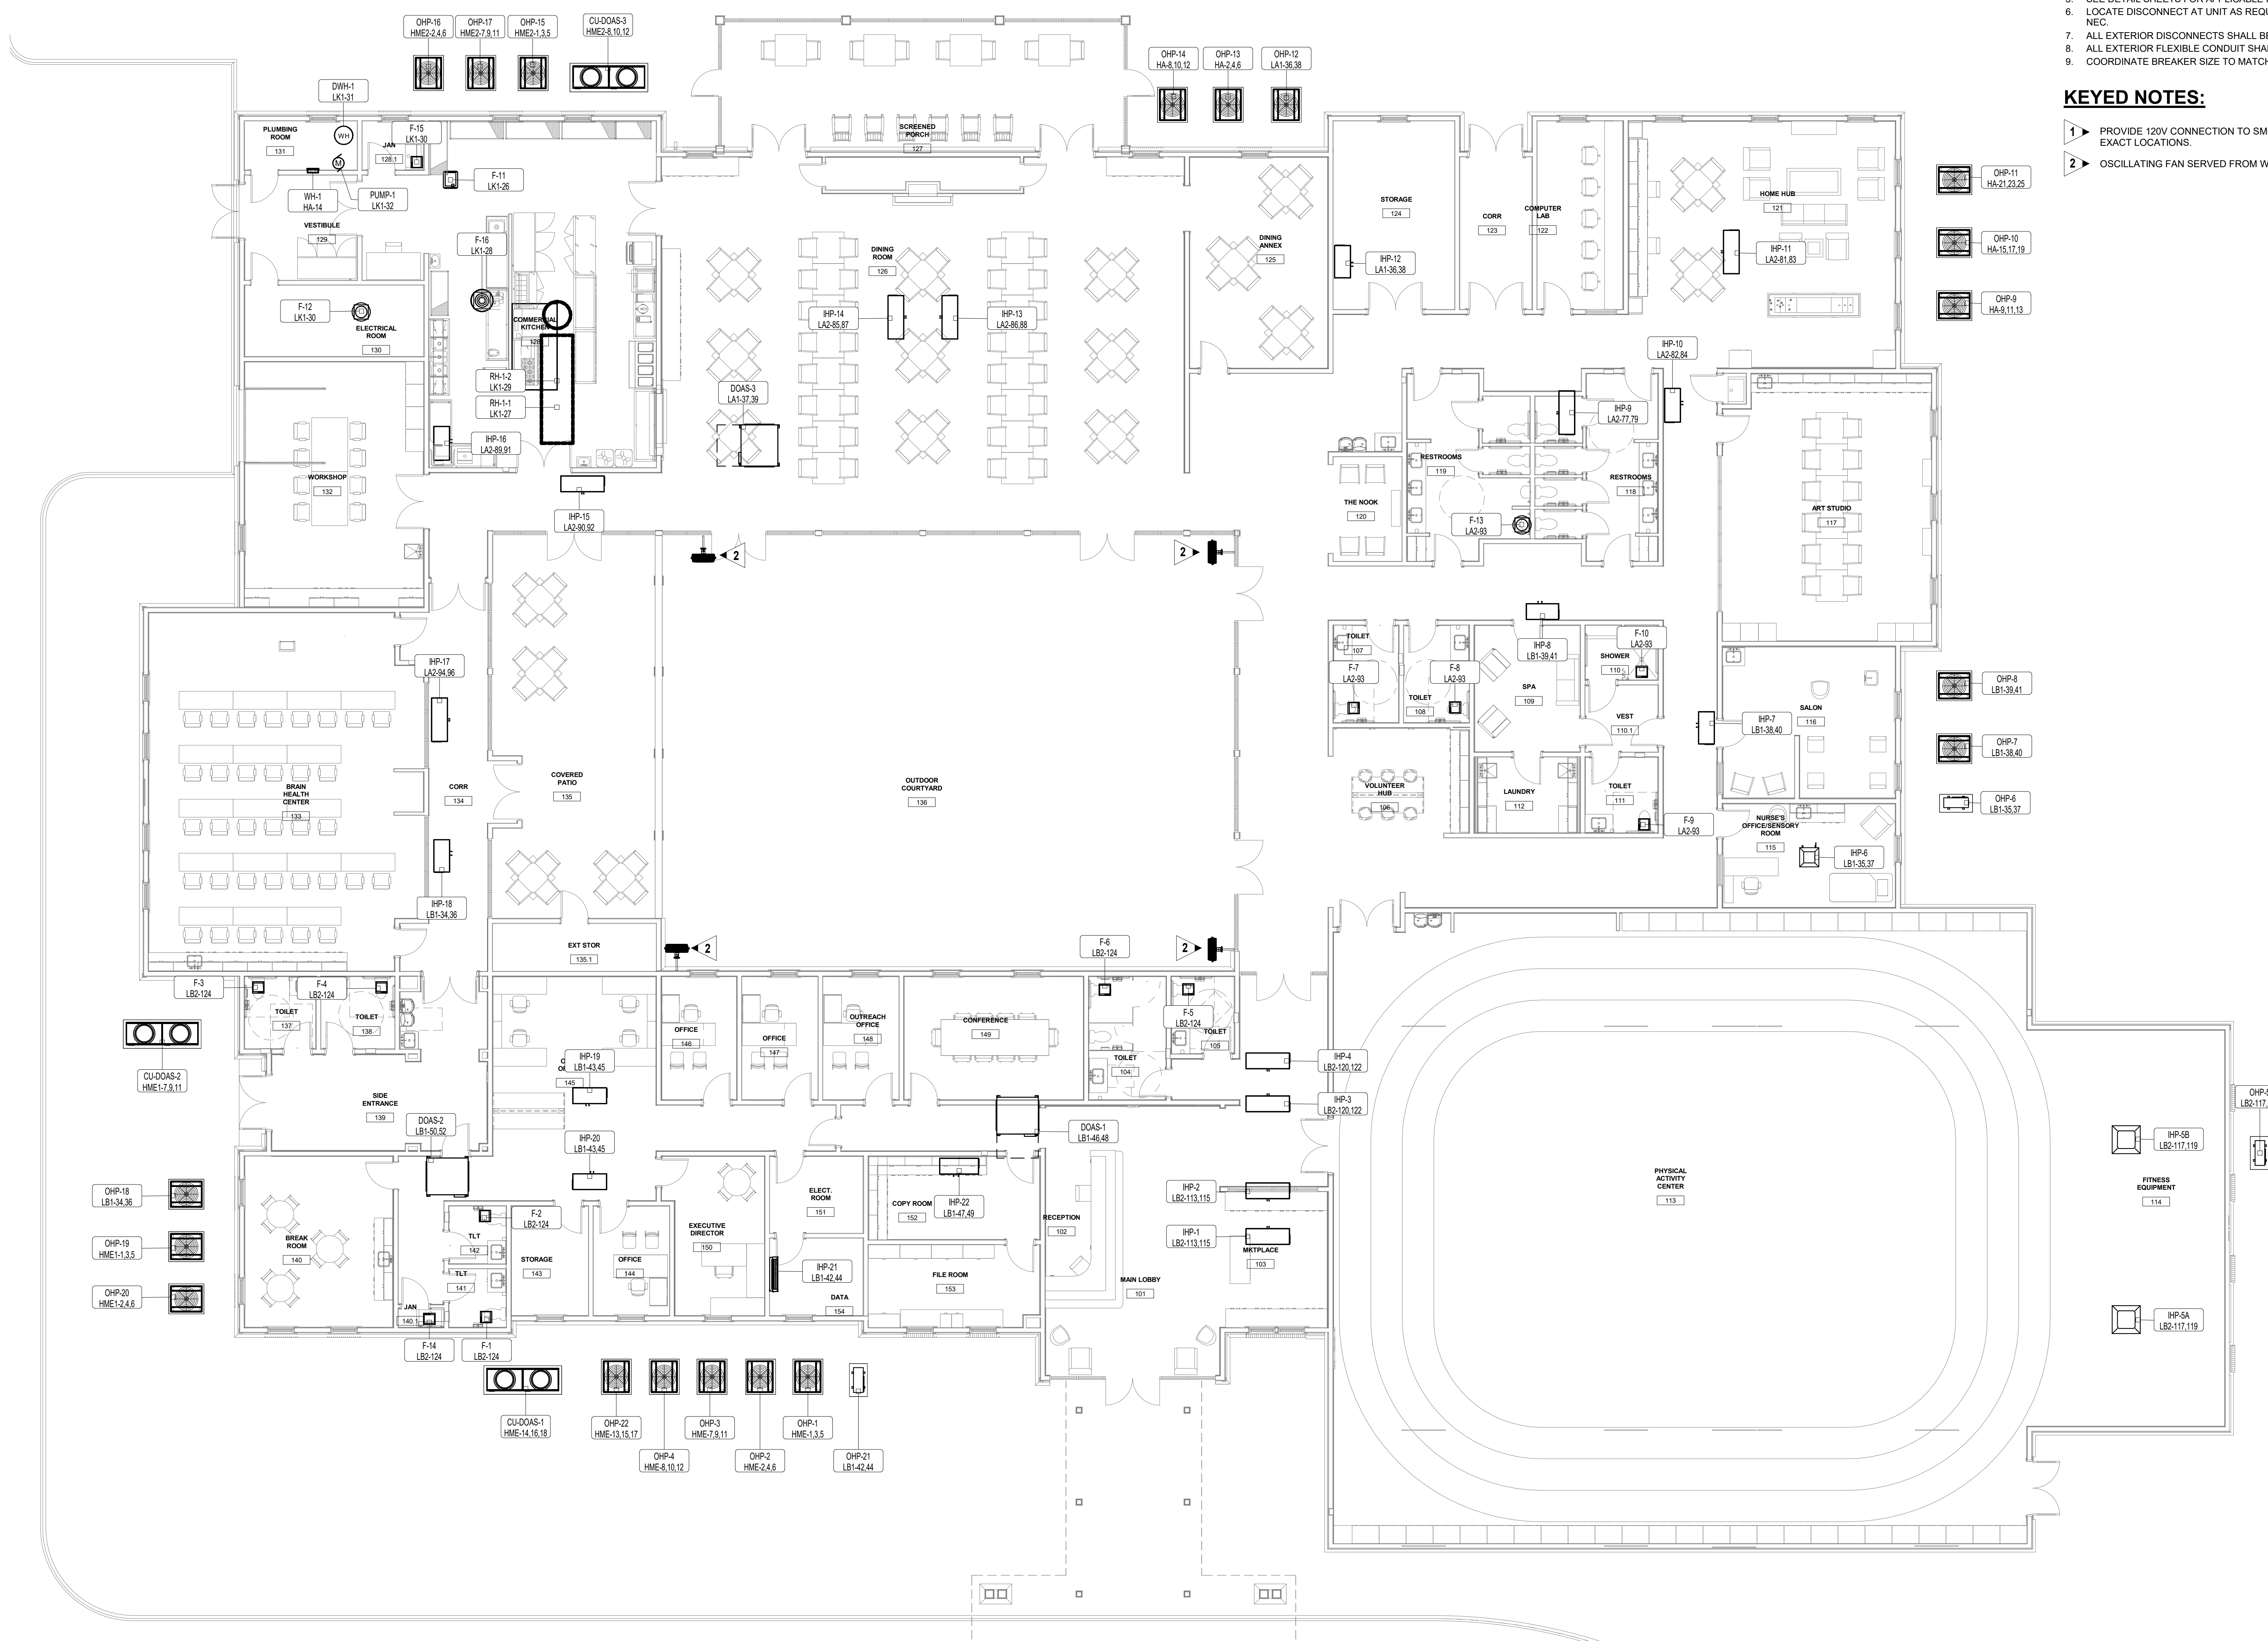 OHP-16
HME2-2,4,6
OHP-17
HME2-7,9,11
OHP-15
HME2-1,3,5
CU-DOAS-3
HME2-8,10,12
OHP-14
HA-8,10,12
OHP-13
HA-2,4,6
OHP-12
LA1-36,38
6. LOCATE DISCONNECT AT UNIT AS
NEC.
7. ALL EXTERIOR DISCONNECTS SHALL
8. ALL EXTERIOR FLEXIBLE CONDUIT
9. COORDINATE BREAKER SIZE TO
KEYED NOTES:
1 PROVIDE 120V CONNECTION TO
EXACT LOCATIONS.
2 OSCILLATING FAN SERVED FROM
DWH-1
LK1-31
PLUMBING
ROOM
131
WH
M
F-15
LK1-30
JAN
128.1
F-11
LK1-26
WH-1
HA-14
PUMP-1
LK1-32
VESTIBULE
129
F-16
LK1-28
F-12
LK1-30
ELECTRICAL
ROOM
130
COMMERCIAL
KITCHEN
128
RH-1-2
LK1-29
RH-1-1
LK1-27
IHP-16
LA2-89,91
SCREENED
PORCH
127
DINING
ROOM
126
IHP-14
LA2-85,87
IHP-13
LA2-86,88
DOAS-3
LA1-37,39
DINING
ANNEX
125
STORAGE
124
IHP-12
LA1-36,38
CORR
123
COMPUTER
LAB
122
HOME HUB
121
IHP-11
LA2-81,83
OHP-11
HA-21,23,25
OHP-10
HA-15,17,19
OHP-9
HA-9,11,13
IHP-10
LA2-82,84
IHP-9
LA2-77,79
RESTROOMS
119
RESTROOMS
118
THE NOOK
120
F-13
LA2-93
ART STUDIO
117
WORKSHOP
132
IHP-15
LA2-90,92
2
2
TOILET
107
F-7
LA2-93
F-8
LA2-93
TOILET
108
IHP-8
LB1-39,41
SPA
109
F-10
LA2-93
SHOWER
110
VEST
110.1
IHP-7
LB1-38,40
SALON
116
OHP-8
LB1-39,41
OHP-7
LB1-38,40
OHP-6
LB1-35,37
IHP-17
LA2-94,96
BRAIN
HEALTH
CENTER
133
CORR
134
COVERED
PATIO
135
OUTDOOR
COURTYARD
136
VOLUNTEER
HUB
106
LAUNDRY
112
TOILET
111
F-9
LA2-93
NURSE'S
OFFICE/SENSORY
ROOM
115
IHP-6
LB1-35,37
IHP-18
LB1-34,36
EXT STOR
135.1
2
2
F-6
LB2-124
F-3
LB2-124
F-4
LB2-124
TOILET
137
TOILET
138
CU-DOAS-2
HME1-7,9,11
OFFICE
146
OFFICE
147
OUTREACH
OFFICE
148
CONFERENCE
149
F-5
LB2-124
TOILET
105
TOILET
104
IHP-19
LB1-43,45
145
IHP-4
LB2-120,122
IHP-3
LB2-120,122
SIDE
ENTRANCE
139
DOAS-2
LB1-50,52
IHP-20
LB1-43,45
DOAS-1
LB1-46,48
IHP-5B
LB2-117,119
PHYSICAL
ACTIVITY
CENTER
113
FITNESS
EQUIPMENT
114
OHP-18
LB1-34,36
OHP-19
HME1-1,3,5
OHP-20
HME1-2,4,6
BREAK
ROOM
140
F-2
LB2-124
TLT
142
TLT
141
JAN
140.1
STORAGE
143
OFFICE
144
EXECUTIVE
DIRECTOR
150
ELECT.
ROOM
151
COPY ROOM
152
IHP-22
LB1-47,49
IHP-21
LB1-42,44
DATA
154
FILE ROOM
153
RECEPTION
102
IHP-2
LB2-113,115
IHP-1
LB2-113,115
MKTPLACE
103
MAIN LOBBY
101
IHP-5A
LB2-117,119
F-14
LB2-124
F-1
LB2-124
CU-DOAS-1
HME-14,16,18
OHP-22
HME-13,15,17
OHP-4
HME-8,10,12
OHP-3
HME-7,9,11
OHP-2
HME-2,4,6
OHP-1
HME-1,3,5
OHP-21
LB1-42,44